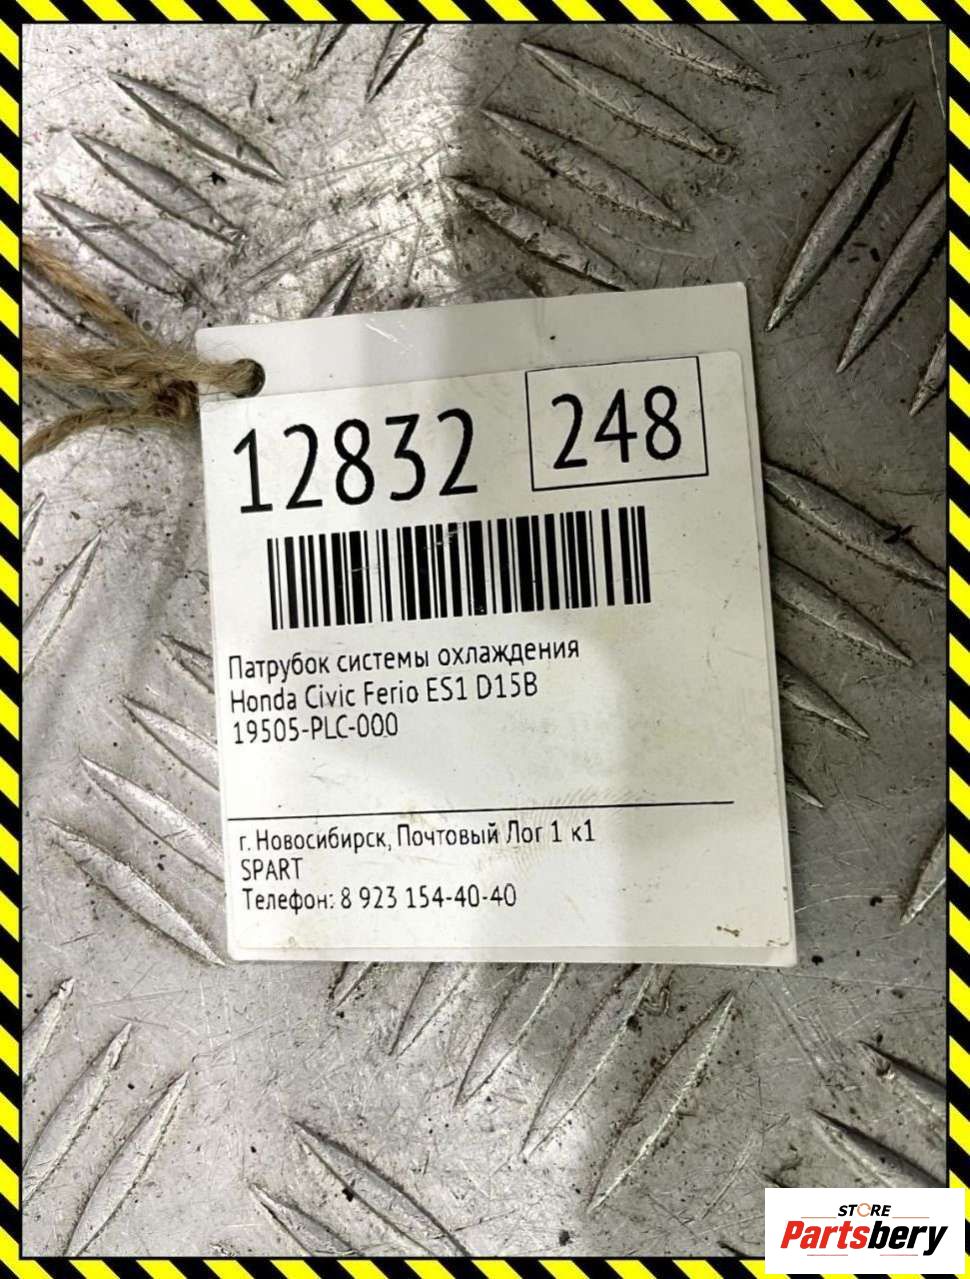 12832 248
Патрубок системы охлаждения
Honda Civic Ferio ES1 D15B
19505-PLC-000
г. Новосибирск, Почтовый Лог 1 к1
SPART
Телефон: 8 923 154-40-40
STORE
Partsbery